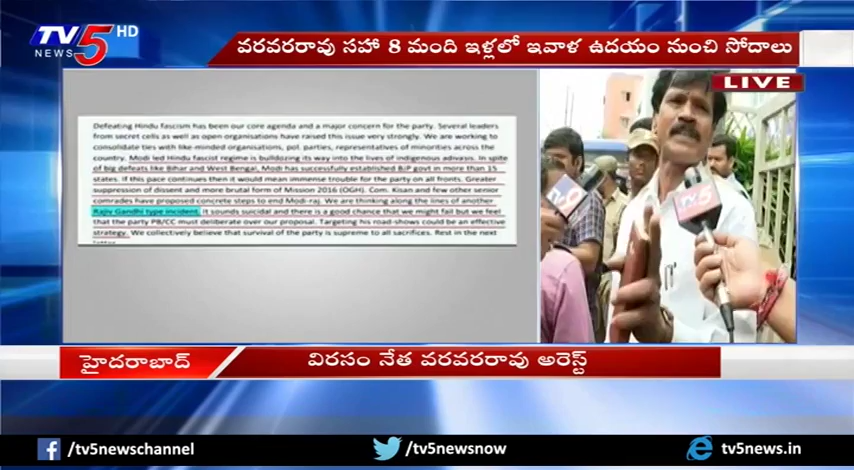 TV5 HD
NEWS
వరవరరావు సహా 8 మంది ఇళ్లలో ఇవాళ ఉదయం నుంచి సోదాలు
LIVE
Defeating Hindu fascism has been our core agenda and a major concern for the party. Several leaders
from secret cells as well as open organisations have raised this issue very strongly. We are working to
consolidate ties with like-minded organisations, pol. parties, representatives of minorities across the
country. Modi led Hindu fascist regime is bulldozing its way into the lives of indigenous adivasis. In spite
of big defeats like Bihar and West Bengal, Modi has successfully established BJP govt in more than 15
states. If this pace continues then it would mean immense trouble for the party on all fronts. Greater
suppression of dissent and more brutal form of Mission 2016 (OGH). Com. Kisan and few other senior
comrades have proposed concrete steps to end Modi-raj. We are thinking along the lines of another
Rajiv Gandhi type incident. It sounds suicidal and there is a good chance that we might fail but we feel
that the party PB/CC must deliberate over our proposal. Targeting his road-shows could be an effective
strategy. We collectively believe that survival of the party is supreme to all sacrifices. Rest in the next
TV5
హైదరాబాద్
విరసం నేత వరవరరావు అరెస్ట్
/tv5newschannel
/tv5newsnow
tv5news.in